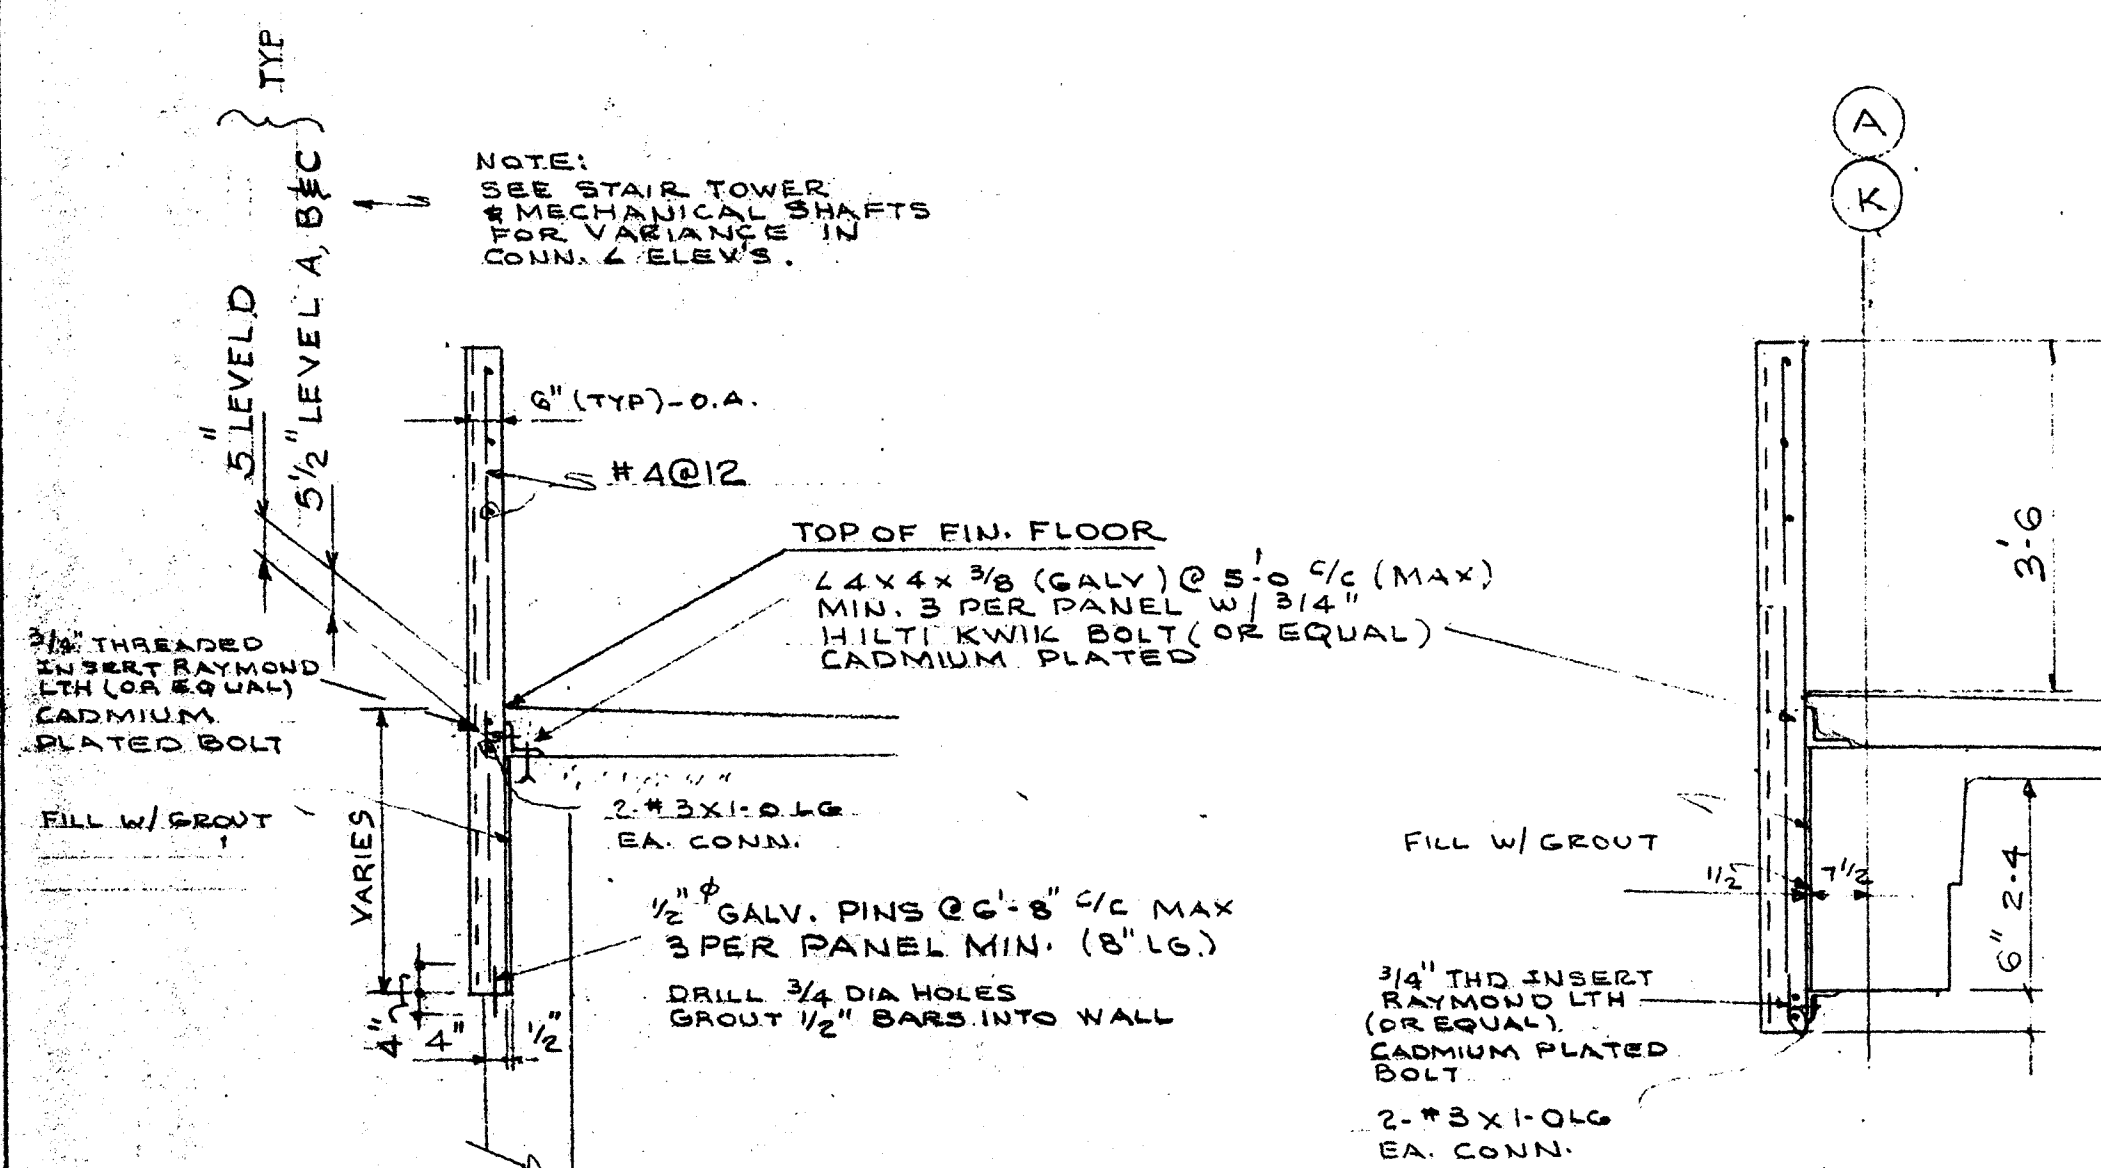 TYP
5" LEVEL D
5 1/2" LEVEL A, B & C
NOTE:
SEE STAIR TOWER
& MECHANICAL SHAFTS
FOR VARIANCE IN
CONN. ∠ ELEV'S.
A
K
6" (TYP)-O.A.
#4@12
TOP OF FIN. FLOOR
∠ 4 x 4 x 3/8 (GALV) @ 5'-0 C/C (MAX)
MIN. 3 PER PANEL W/ 3/4"
HILTI KWIK BOLT (OR EQUAL)
CADMIUM PLATED
3'-6
3/4" THREADED
INSERT RAYMOND
LTH (OR EQUAL)
CADMIUM
PLATED BOLT
FILL W/ GROUT
VARIES
2-#3X1-0 LG
EA. CONN.
1/2" φ GALV. PINS @ 6'-8" C/C MAX
3 PER PANEL MIN. (8" LG.)
DRILL 3/4 DIA HOLES
GROUT 1/2" BARS INTO WALL
4"
4"
1/2"
FILL W/ GROUT
1/2
7 1/2
2-4
6"
3/4" THD INSERT
RAYMOND LTH
(OR EQUAL).
CADMIUM PLATED
BOLT
2-#3 X 1-0LG
EA. CONN.